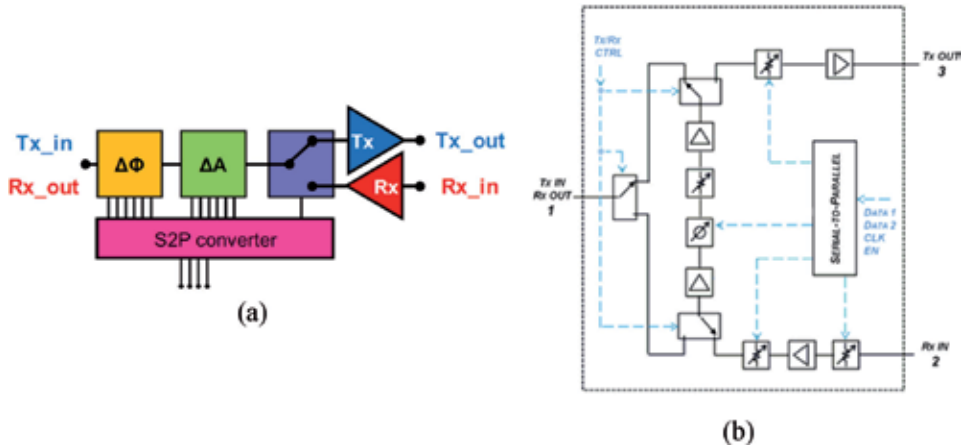 Tx_in
Rx_out
ΔΦ
ΔA
Tx
Rx
Tx_out
Rx_in
S2P converter
(a)
Tx/Rx
CTRL
Tx OUT
3
Tx IN
Rx OUT
1
SERIAL-TO-PARALLEL
DATA 1
DATA 2
CLK
EN
Rx IN
2
(b)